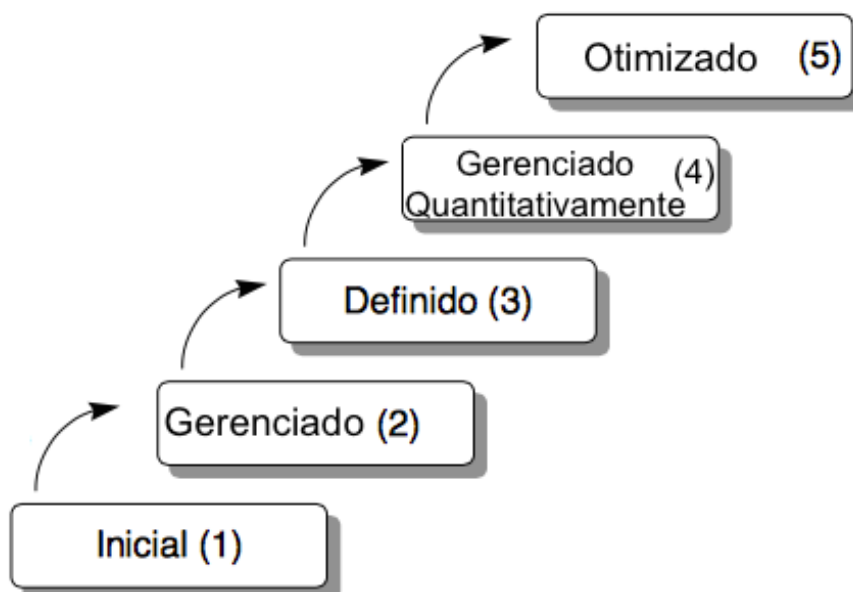 Otimizado (5)
Gerenciado (4)
Quantitativamente
Definido (3)
Gerenciado (2)
Inicial (1)